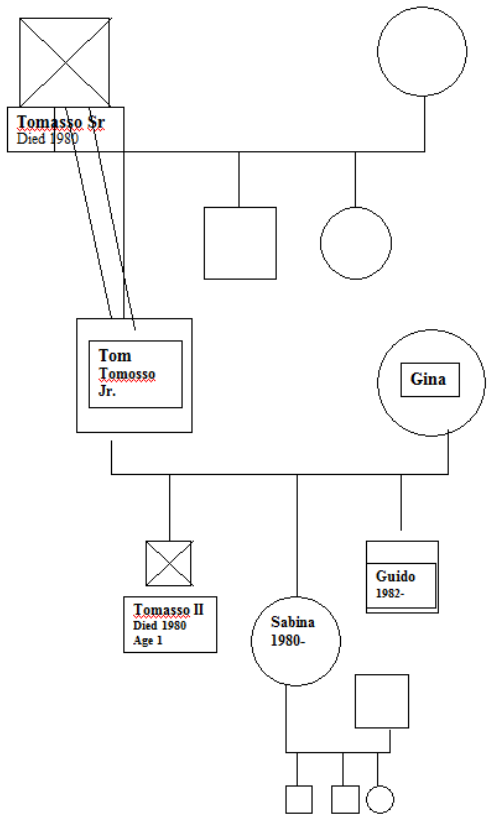 Tomasso Sr
Died 1980
Tom
Tomosso
Jr.
Gina
Tomasso II
Died 1980
Age 1
Sabina
1980-
Guido
1982-